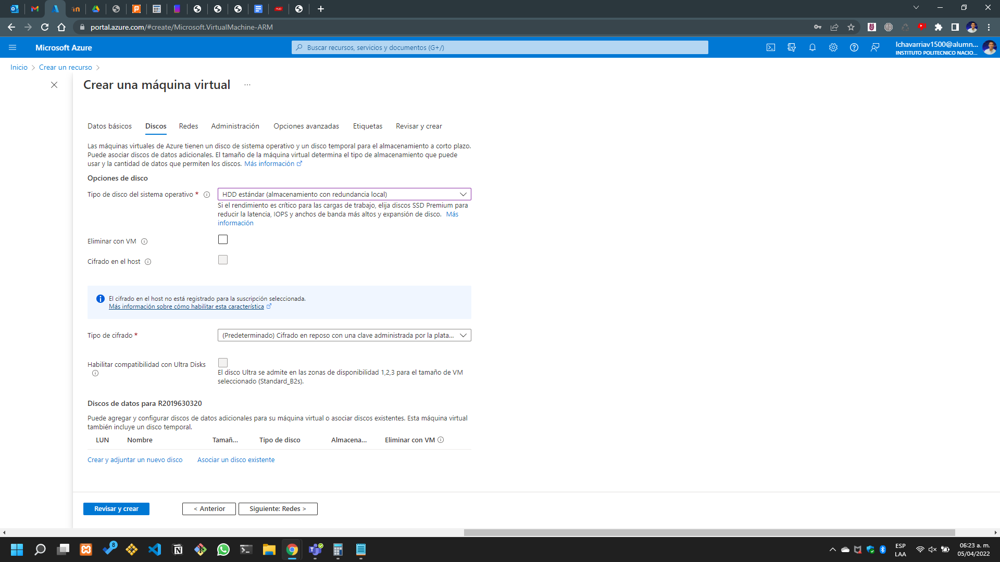 portal.azure.com/#create/Microsoft.VirtualMachine-ARM
Microsoft Azure
Buscar recursos, servicios y documentos (G+/)
lchavarriav1500@alumn...
INSTITUTO POLITECNICO NACIO...
Inicio > Crear un recurso >
Crear una máquina virtual ...
Datos básicos Discos Redes Administración Opciones avanzadas Etiquetas Revisar y crear
Las máquinas virtuales de Azure tienen un disco de sistema operativo y un disco temporal para el almacenamiento a corto plazo.
Puede asociar discos de datos adicionales. El tamaño de la máquina virtual determina el tipo de almacenamiento que puede
usar y la cantidad de datos que permiten los discos. Más información
Opciones de disco
Tipo de disco del sistema operativo *
HDD estándar (almacenamiento con redundancia local)
Si el rendimiento es crítico para las cargas de trabajo, elija discos SSD Premium para
reducir la latencia, IOPS y anchos de banda más altos y expansión de disco. Más
información
Eliminar con VM
Cifrado en el host
El cifrado en el host no está registrado para la suscripción seleccionada.
Más información sobre cómo habilitar esta característica
Tipo de cifrado *
(Predeterminado) Cifrado en reposo con una clave administrada por la plata...
Habilitar compatibilidad con Ultra Disks
El disco Ultra se admite en las zonas de disponibilidad 1,2,3 para el tamaño de VM
seleccionado (Standard_B2s).
Discos de datos para R2019630320
Puede agregar y configurar discos de datos adicionales para su máquina virtual o asociar discos existentes. Esta máquina virtual
también incluye un disco temporal.
LUN Nombre Tamañ... Tipo de disco Almacena... Eliminar con VM
Crear y adjuntar un nuevo disco Asociar un disco existente
Revisar y crear < Anterior Siguiente: Redes >
8
ESP
LAA
06:23 a. m.
05/04/2022